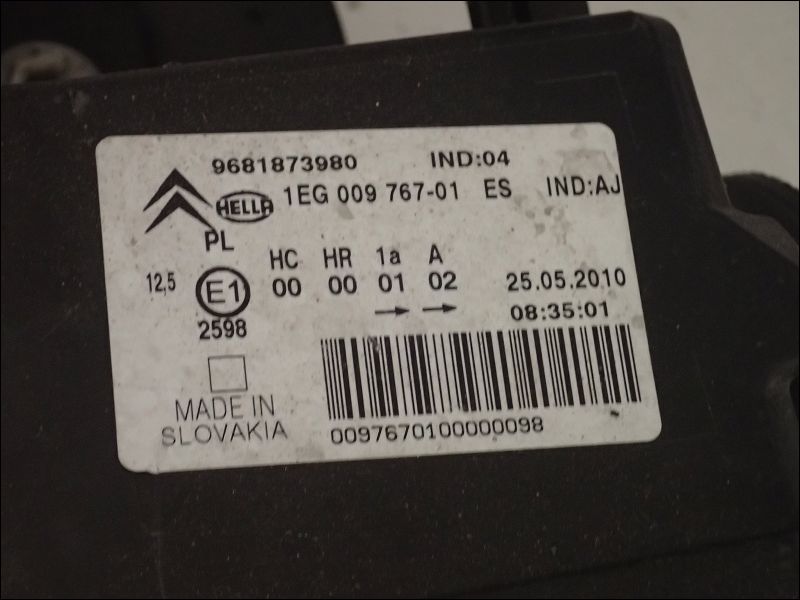 9681873980 IND:04
HELLA 1EG 009 767-01 ES IND:AJ
PL
HC HR 1a A
12,5 E1 00 00 01 02 25.05.2010
2598 08:35:01
MADE IN
SLOVAKIA
0097670100000098